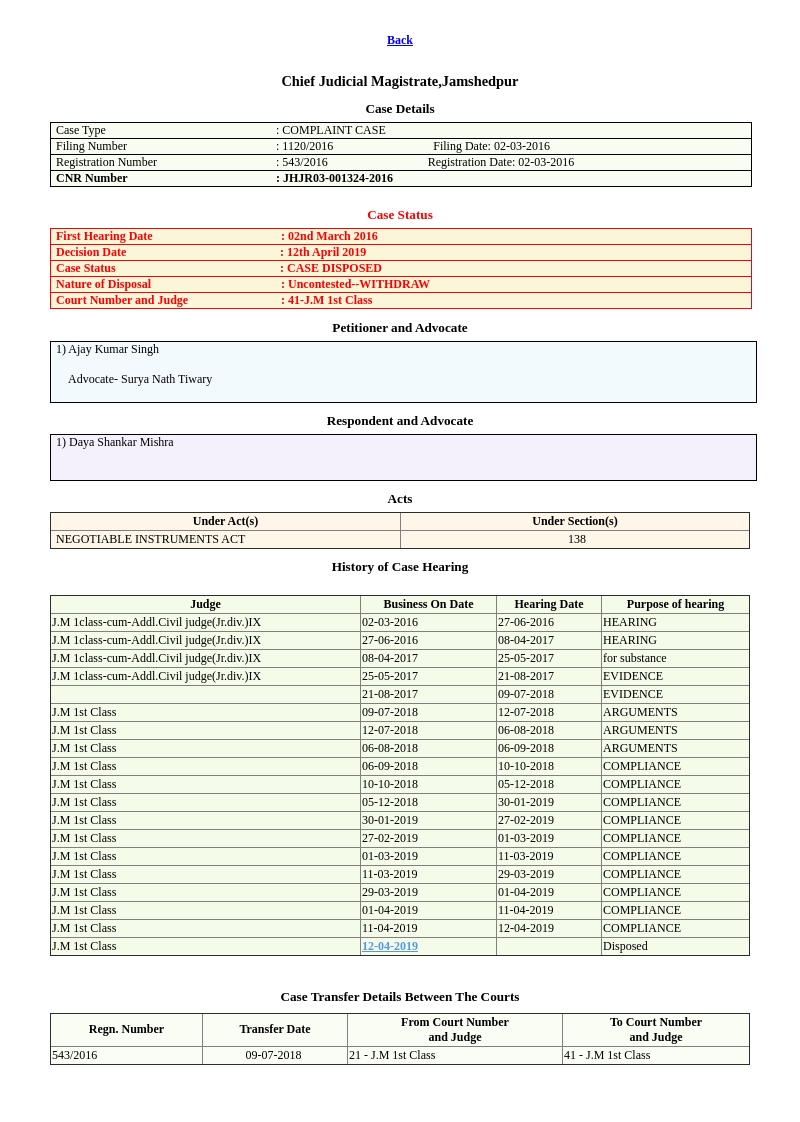 Back
Chief Judicial Magistrate,Jamshedpur
Case Details
Case Type : COMPLAINT CASE
Filing Number : 1120/2016 Filing Date: 02-03-2016
Registration Number : 543/2016 Registration Date: 02-03-2016
CNR Number : JHJR03-001324-2016
Case Status
First Hearing Date : 02nd March 2016
Decision Date : 12th April 2019
Case Status : CASE DISPOSED
Nature of Disposal : Uncontested--WITHDRAW
Court Number and Judge : 41-J.M 1st Class
Petitioner and Advocate
1) Ajay Kumar Singh
Advocate- Surya Nath Tiwary
Respondent and Advocate
1) Daya Shankar Mishra
Acts
Under Act(s) Under Section(s)
NEGOTIABLE INSTRUMENTS ACT 138
History of Case Hearing
Judge Business On Date Hearing Date Purpose of hearing
J.M 1class-cum-Addl.Civil judge(Jr.div.)IX 02-03-2016 27-06-2016 HEARING
J.M 1class-cum-Addl.Civil judge(Jr.div.)IX 27-06-2016 08-04-2017 HEARING
J.M 1class-cum-Addl.Civil judge(Jr.div.)IX 08-04-2017 25-05-2017 for substance
J.M 1class-cum-Addl.Civil judge(Jr.div.)IX 25-05-2017 21-08-2017 EVIDENCE
21-08-2017 09-07-2018 EVIDENCE
J.M 1st Class 09-07-2018 12-07-2018 ARGUMENTS
J.M 1st Class 12-07-2018 06-08-2018 ARGUMENTS
J.M 1st Class 06-08-2018 06-09-2018 ARGUMENTS
J.M 1st Class 06-09-2018 10-10-2018 COMPLIANCE
J.M 1st Class 10-10-2018 05-12-2018 COMPLIANCE
J.M 1st Class 05-12-2018 30-01-2019 COMPLIANCE
J.M 1st Class 30-01-2019 27-02-2019 COMPLIANCE
J.M 1st Class 27-02-2019 01-03-2019 COMPLIANCE
J.M 1st Class 01-03-2019 11-03-2019 COMPLIANCE
J.M 1st Class 11-03-2019 29-03-2019 COMPLIANCE
J.M 1st Class 29-03-2019 01-04-2019 COMPLIANCE
J.M 1st Class 01-04-2019 11-04-2019 COMPLIANCE
J.M 1st Class 11-04-2019 12-04-2019 COMPLIANCE
J.M 1st Class 12-04-2019 Disposed
Case Transfer Details Between The Courts
Regn. Number Transfer Date From Court Number and Judge To Court Number and Judge
543/2016 09-07-2018 21 - J.M 1st Class 41 - J.M 1st Class